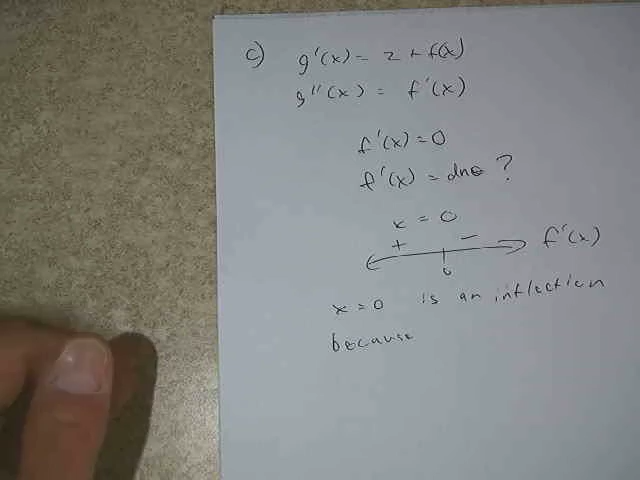 c) g'(x) = 2 + f(x)
g''(x) = f'(x)
f'(x) = 0
f'(x) = dne ?
x = 0
+ - f'(x)
0
x = 0 is an inflection
because